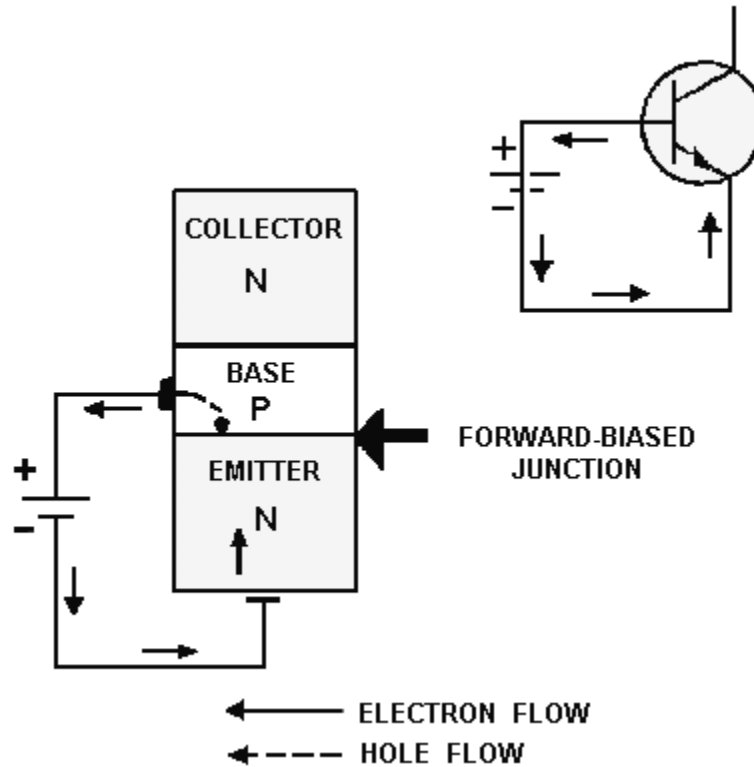 +
-
COLLECTOR
N
BASE
P
EMITTER
N
+
-
FORWARD-BIASED
JUNCTION
ELECTRON FLOW
HOLE FLOW